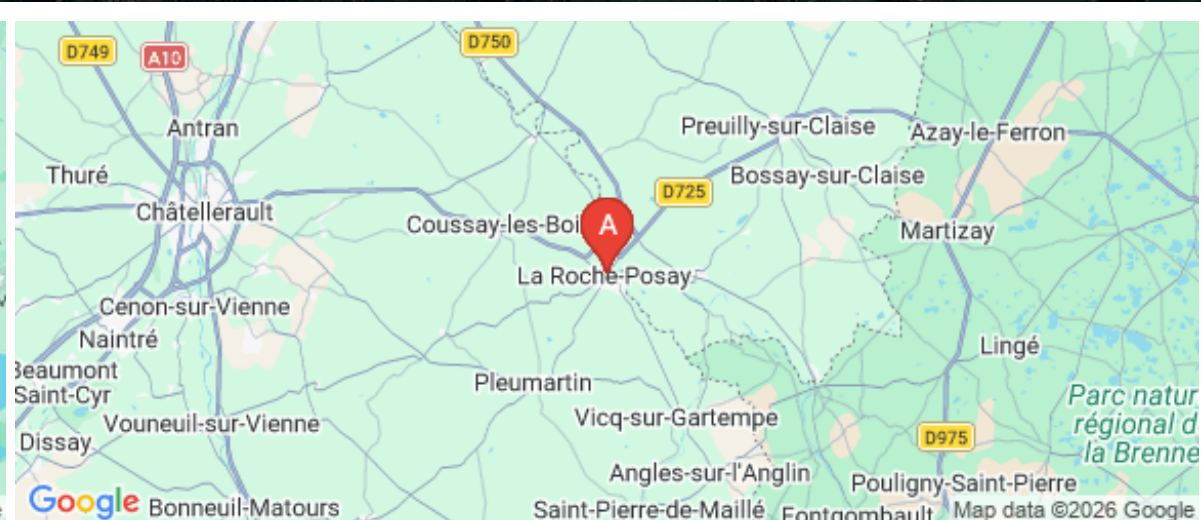 D749
A10
D750
Antran
Preuilly-sur-Claise
Azay-le-Ferron
Thuré
Bossay-sur-Claise
D725
Châtellerault
Coussay-les-Boi
A
Martizay
La Roche-Posay
Cenon-sur-Vienne
Naintré
Lingé
Beaumont
Saint-Cyr
Pleumartin
Parc natur
régional d
la Brenne
Vouneuil-sur-Vienne
Vicq-sur-Gartempe
Dissay
D975
Angles-sur-l'Anglin
Pouligny-Saint-Pierre
Google
Bonneuil-Matours
Saint-Pierre-de-Maillé
Fontgombault
Map data ©2026 Google